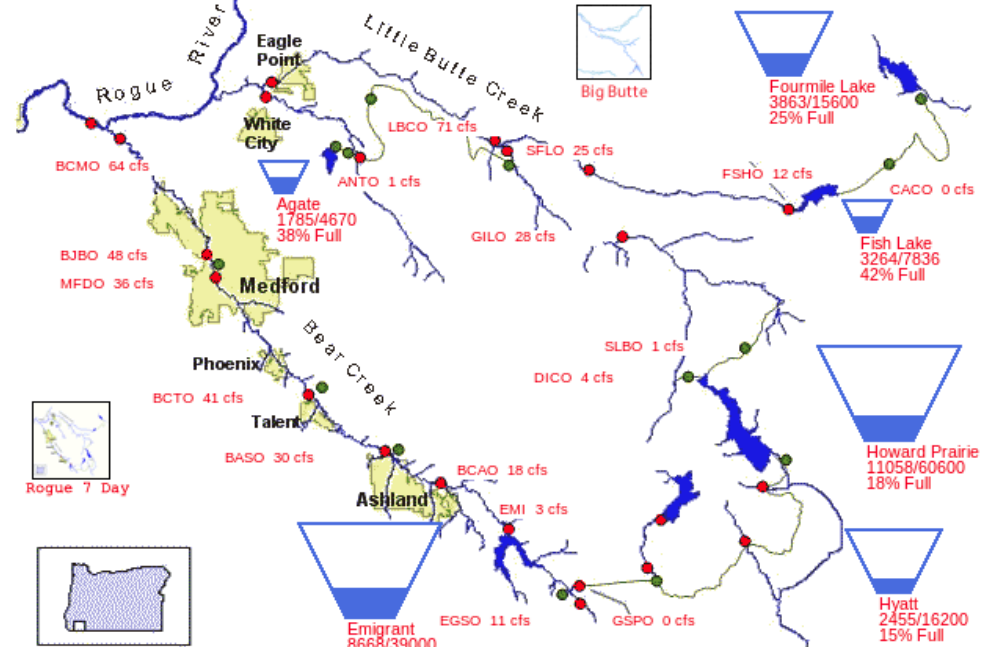 Rogue River
Little Butte Creek
Eagle
Point
White
City
Big Butte
Fourmile Lake
3863/15600
25% Full
LBCO 71 cfs
BCMO 64 cfs
ANTO 1 cfs
SFLO 25 cfs
FSHO 12 cfs
CACO 0 cfs
Agate
1785/4670
38% Full
GILO 28 cfs
Fish Lake
3264/7836
42% Full
BJBO 48 cfs
MFDO 36 cfs
Medford
Bear Creek
Phoenix
SLBO 1 cfs
DICO 4 cfs
BCTO 41 cfs
Talent
Howard Prairie
11058/60600
18% Full
BASO 30 cfs
BCAO 18 cfs
Rogue 7 Day
Ashland
EMI 3 cfs
EGSO 11 cfs
GSPO 0 cfs
Hyatt
2455/16200
15% Full
Emigrant
8668/39000